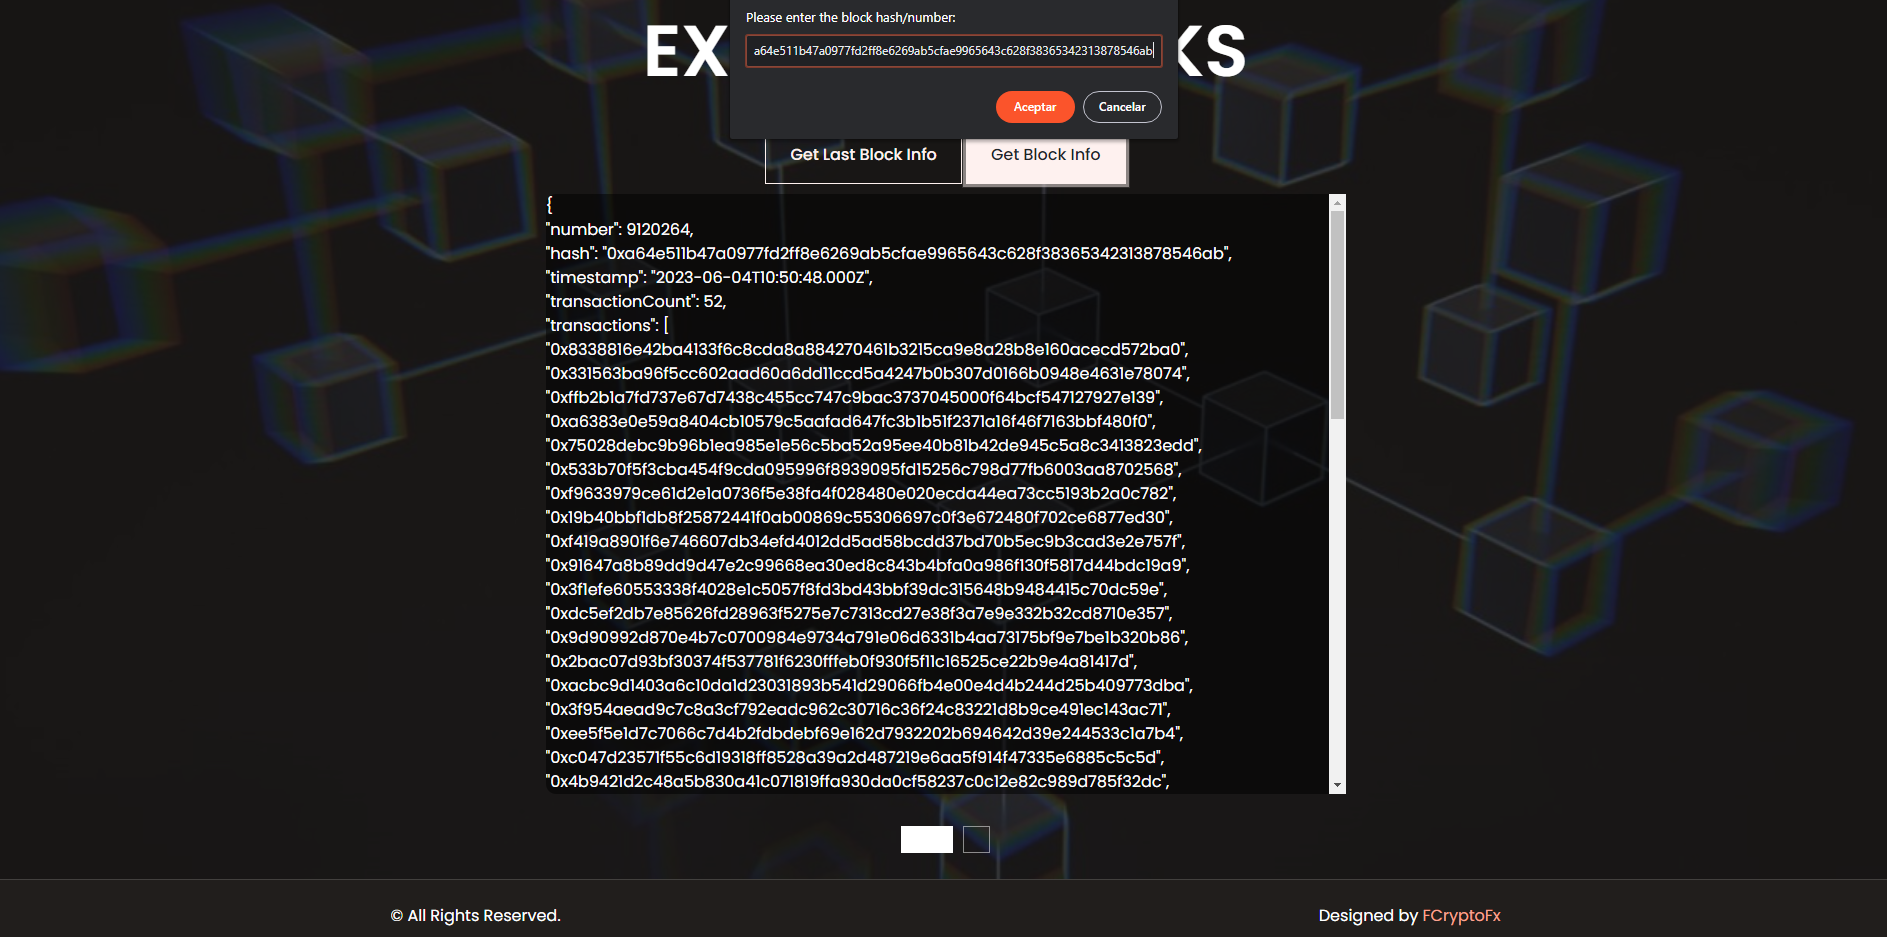 Please enter the block hash/number:
a64e511b47a0977fd2ff8e6269ab5cfae9965643c628f38365342313878546ab
Aceptar
Cancelar
EX
KS
Get Last Block Info
Get Block Info
{
"number": 9120264,
"hash": "0xa64e511b47a0977fd2ff8e6269ab5cfae9965643c628f38365342313878546ab",
"timestamp": "2023-06-04T10:50:48.000Z",
"transactionCount": 52,
"transactions": [
"0x8338816e42ba4133f6c8cda8a884270461b3215ca9e8a28b8e160acecd572ba0",
"0x331563ba96f5cc602aad60a6dd11ccd5a4247b0b307d0166b0948e4631e78074",
"0xffb2b1a7fd737e67d7438c455cc747c9bac3737045000f64bcf547127927e139",
"0xa6383e0e59a8404cb10579c5aafad647fc3b1b51f2371a16f46f7163bbf480f0",
"0x75028debc9b96b1ea985e1e56c5ba52a95ee40b81b42de945c5a8c3413823edd",
"0x533b70f5f3cba454f9cda095996f8939095fd15256c798d77fb6003aa8702568",
"0xf9633979ce61d2e1a0736f5e38fa4f028480e020ecda44ea73cc5193b2a0c782",
"0x19b40bbf1db8f25872441f0ab00869c55306697c0f3e672480f702ce6877ed30",
"0xf419a8901f6e746607db34efd4012dd5ad58bcdd37bd70b5ec9b3cad3e2e757f",
"0x91647a8b89dd9d47e2c99668ea30ed8c843b4bfa0a986f130f5817d44bdc19a9",
"0x3f1efe60553338f4028e1c5057f8fd3bd43bbf39dc315648b9484415c70dc59e",
"0xdc5ef2db7e85626fd28963f5275e7c7313cd27e38f3a7e9e332b32cd8710e357",
"0x9d90992d870e4b7c0700984e9734a791e06d6331b4aa73175bf9e7be1b320b86",
"0x2bac07d93bf30374f537781f6230fffeb0f930f5f11c16525ce22b9e4a81417d",
"0xacbc9d1403a6c10da1d23031893b541d29066fb4e00e4d4b244d25b409773dba",
"0x3f954aead9c7c8a3cf792eadc962c30716c36f24c83221d8b9ce491ec143ac71",
"0xee5f5e1d7c7066c7d4b2fdbdebf69e162d7932202b694642d39e244533c1a7b4",
"0xc047d23571f55c6d19318ff8528a39a2d487219e6aa5f914f47335e6885c5c5d",
"0x4b9421d2c48a5b830a41c071819ffa930da0cf58237c0c12e82c989d785f32dc",
© All Rights Reserved.
Designed by FCryptoFx